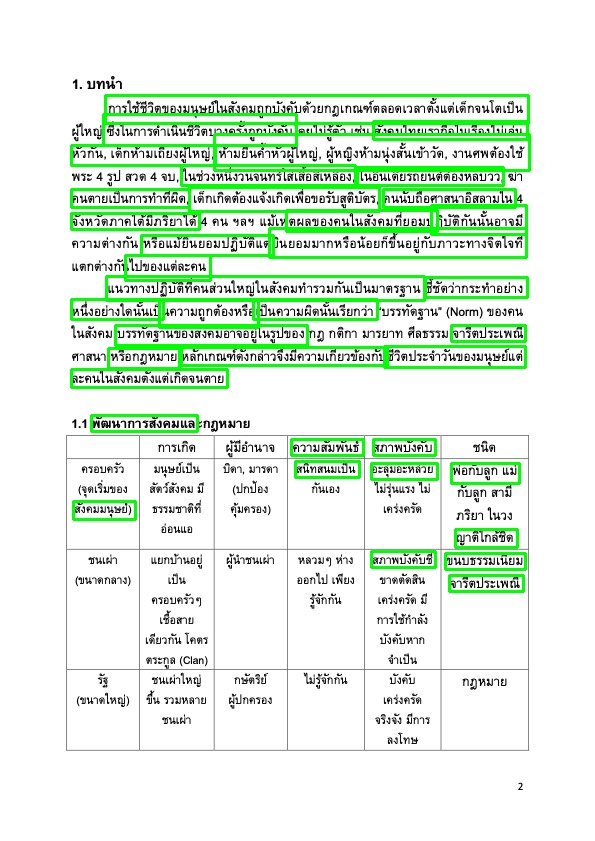 1. บทนำ
การใช้ชีวิตของมนุษย์ในสังคมถูกบังคับด้วยกฎเกณฑ์ตลอดเวลาตั้งแต่เด็กจนโตเป็น
ผู้ใหญ่ ซึ่งในการดำเนินชีวิตบางครั้งถูกบังคับ โดยไม่รู้ตัว เช่น สังคมไทยเราถือในเรื่องไม่เล่น
หัวกัน, เด็กห้ามเถียงผู้ใหญ่, ห้ามยืนค้ำหัวผู้ใหญ่, ผู้หญิงห้ามนุ่งสั้นเข้าวัด, งานศพต้องใช้
พระ 4 รูป สวด 4 จบ, ในช่วงหนึ่งวันจันทร์ใส่เสื้อสีเหลือง, ในอินเดียรถยนต์ต้องหลบวัว, ฆ่า
คนตายเป็นการทำที่ผิด, เด็กเกิดต้องแจ้งเกิดเพื่อขอรับสูติบัตร, คนนับถือศาสนาอิสลามใน 4
จังหวัดภาคใต้มีภริยาได้ 4 คน ฯลฯ แม้เหตุผลของคนในสังคมที่ยอมปฏิบัติกันนั้นอาจมี
ความต่างกัน หรือแม้ยินยอมปฏิบัติแต่ยินยอมมากหรือน้อยก็ขึ้นอยู่กับภาวะทางจิตใจที่
แตกต่างกันไปของแต่ละคน
แนวทางปฏิบัติที่คนส่วนใหญ่ในสังคมทำรวมกันเป็นมาตรฐาน ชี้ชัดว่ากระทำอย่าง
หนึ่งอย่างใดนั้นเป็นความถูกต้องหรือเป็นความผิดนั้นเรียกว่า "บรรทัดฐาน" (Norm) ของคน
ในสังคม บรรทัดฐานของสังคมอาจอยู่ในรูปของ กฎ กติกา มารยาท ศีลธรรม จารีตประเพณี
ศาสนา หรือกฎหมาย หลักเกณฑ์ดังกล่าวจึงมีความเกี่ยวข้องกับชีวิตประจำวันของมนุษย์แต่
ละคนในสังคมตั้งแต่เกิดจนตาย
1.1 พัฒนาการสังคมและกฎหมาย
การเกิด ผู้มีอำนาจ ความสัมพันธ์ สภาพบังคับ ชนิด
ครอบครัว มนุษย์เป็น บิดา, มารดา สนิทสนมเป็น อะลุ่มอะหล่วย พ่อกับลูก แม่
(จุดเริ่มของ สัตว์สังคม มี (ปกป้อง กันเอง ไม่รุ่นแรง ไม่ กับลูก สามี
สังคมมนุษย์) ธรรมชาติที่ คุ้มครอง) เคร่งครัด ภริยา ในวง
อ่อนแอ ญาติใกล้ชิด
ชนเผ่า แยกบ้านอยู่ ผู้นำชนเผ่า หลวมๆ ห่าง สภาพบังคับชี้ ขนบธรรมเนียม
(ขนาดกลาง) เป็น ออกไป เพียง ขาดตัดสิน จารีตประเพณี
ครอบครัวๆ รู้จักกัน เคร่งครัด มี
เชื้อสาย การใช้กำลัง
เดียวกัน โคตร บังคับหาก
ตระกูล (Clan) จำเป็น
รัฐ ชนเผ่าใหญ่ กษัตริย์ ไม่รู้จักกัน บังคับ กฎหมาย
(ขนาดใหญ่) ขึ้น รวมหลาย ผู้ปกครอง เคร่งครัด
ชนเผ่า จริงจัง มีการ
ลงโทษ
2